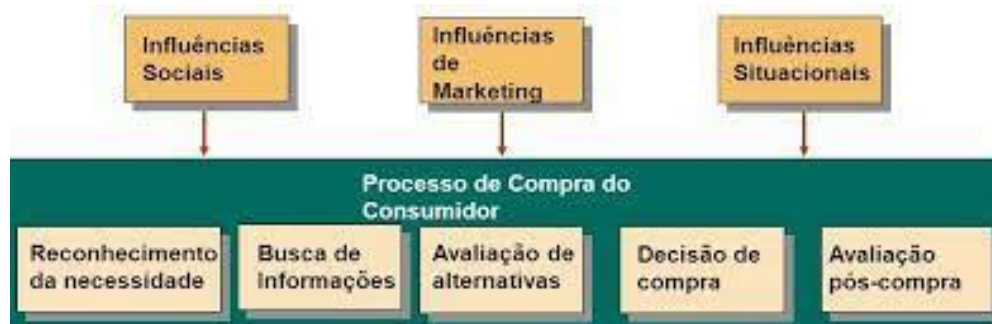 Influências
Sociais
Influências
de
Marketing
Influências
Situacionais
Processo de Compra do
Consumidor
Reconhecimento
da necessidade
Busca de
Informações
Avaliação de
alternativas
Decisão de
compra
Avaliação
pós-compra